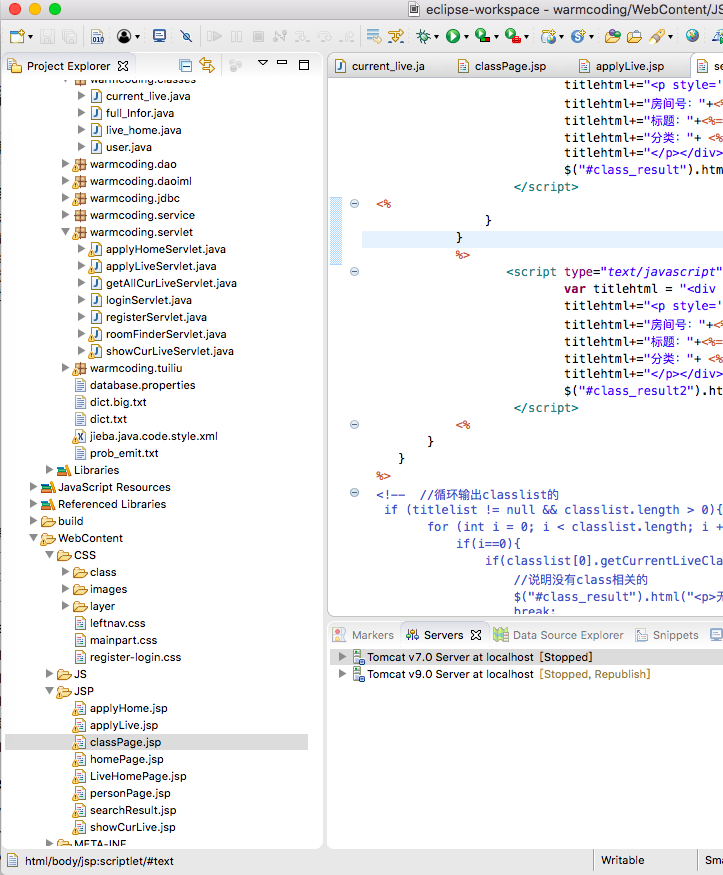 eclipse-workspace - warmcoding/WebContent/JS
Project Explorer
warmcoding.classes
current_live.java
full_Infor.java
live_home.java
user.java
warmcoding.dao
warmcoding.daoiml
warmcoding.jdbc
warmcoding.service
warmcoding.servlet
applyHomeServlet.java
applyLiveServlet.java
getAllCurLiveServlet.java
loginServlet.java
registerServlet.java
roomFinderServlet.java
showCurLiveServlet.java
warmcoding.tuiliu
database.properties
dict.big.txt
dict.txt
jieba.java.code.style.xml
prob_emit.txt
Libraries
JavaScript Resources
Referenced Libraries
build
WebContent
CSS
class
images
layer
leftnav.css
mainpart.css
register-login.css
JS
JSP
applyHome.jsp
applyLive.jsp
classPage.jsp
homePage.jsp
LiveHomePage.jsp
personPage.jsp
searchResult.jsp
showCurLive.jsp
META-INF
current_live.ja
classPage.jsp
applyLive.jsp
se
titlehtml+="<p style='
titlehtml+="房间号: "+<%
titlehtml+="标题: "+<%=
titlehtml+="分类: "+ <%
titlehtml+="</p></div>
$("#class_result").htm
</script>
<%
}
}
%>
<script type="text/javascript"
var titlehtml = "<div
titlehtml+="<p style='
titlehtml+="房间号: "+<%
titlehtml+="标题: "+<%=
titlehtml+="分类: "+ <%
titlehtml+="</p></div>
$("#class_result2").ht
</script>
<%
}
}
%>
<!-- //循环输出classlist的
if (titlelist != null && classlist.length > 0){
for (int i = 0; i < classlist.length; i +
if(i==0){
if(classlist[0].getCurrentLiveCla
//说明没有class相关的
$("#class_result").html("<p>无
break;
Markers
Servers
Data Source Explorer
Snippets
Tomcat v7.0 Server at localhost [Stopped]
Tomcat v9.0 Server at localhost [Stopped, Republish]
html/body/jsp:scriptlet/#text
Writable
Sma